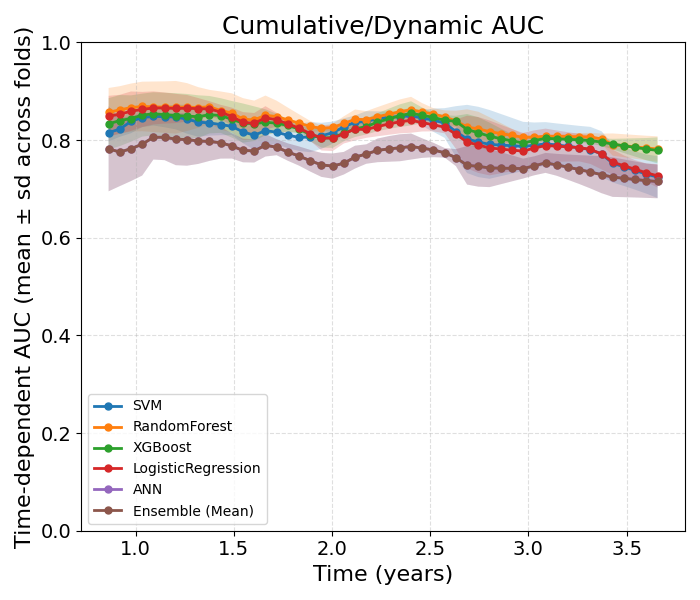 Cumulative/Dynamic AUC
Time-dependent AUC (mean ± sd across folds)
1.0
0.8
0.6
0.4
0.2
0.0
SVM
RandomForest
XGBoost
LogisticRegression
ANN
Ensemble (Mean)
1.0 1.5 2.0 2.5 3.0 3.5
Time (years)